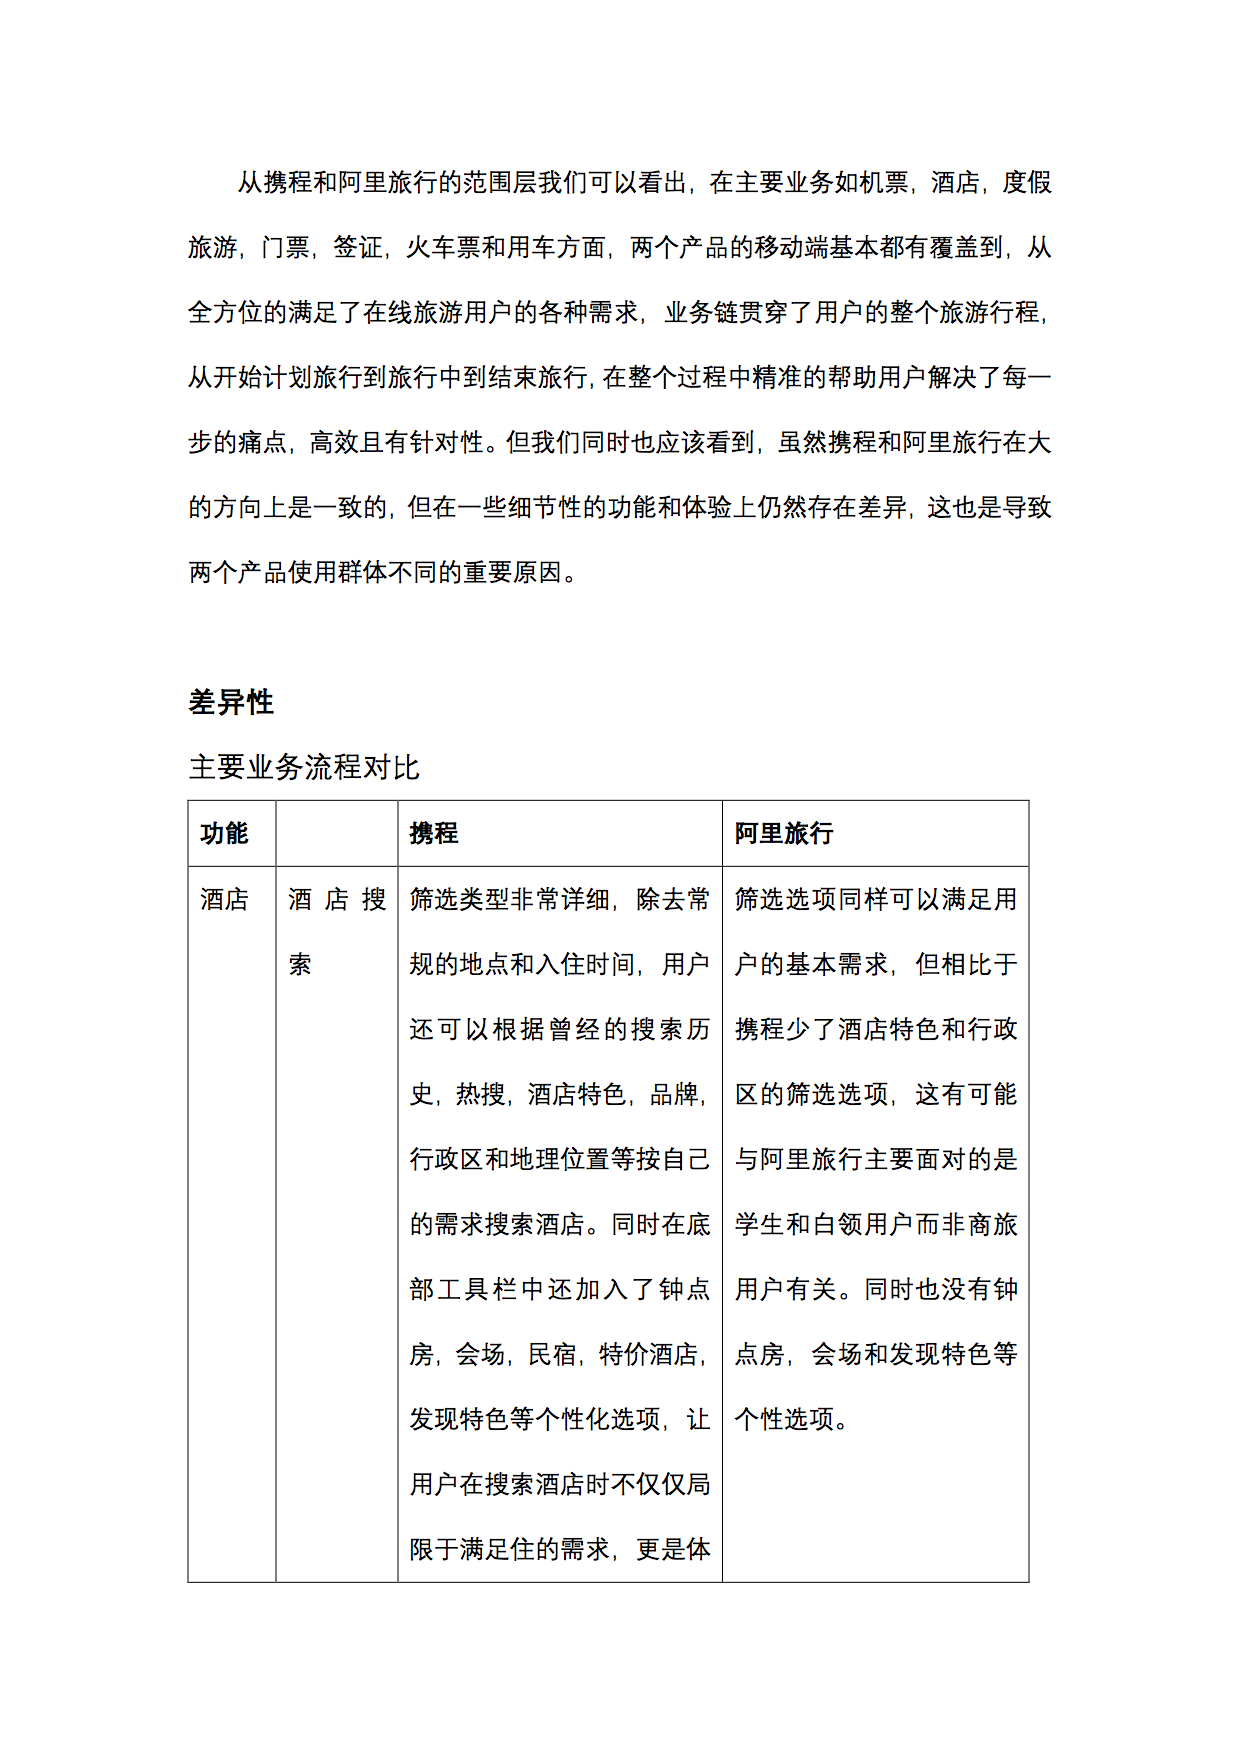 从携程和阿里旅行的范围层我们可以看出，在主要业务如机票，酒店，度假
旅游，门票，签证，火车票和用车方面，两个产品的移动端基本都有覆盖到，从
全方位的满足了在线旅游用户的各种需求，业务链贯穿了用户的整个旅游行程，
从开始计划旅行到旅行中到结束旅行，在整个过程中精准的帮助用户解决了每一
步的痛点，高效且有针对性。但我们同时也应该看到，虽然携程和阿里旅行在大
的方向上是一致的，但在一些细节性的功能和体验上仍然存在差异，这也是导致
两个产品使用群体不同的重要原因。
差异性
主要业务流程对比
功能
携程
阿里旅行
酒店
酒店搜
索
筛选类型非常详细，除去常
规的地点和入住时间，用户
还可以根据曾经的搜索历
史，热搜，酒店特色，品牌，
行政区和地理位置等按自己
的需求搜索酒店。同时在底
部工具栏中还加入了钟点
房，会场，民宿，特价酒店，
发现特色等个性化选项，让
用户在搜索酒店时不仅仅局
限于满足住的需求，更是体
筛选选项同样可以满足用
户的基本需求，但相比于
携程少了酒店特色和行政
区的筛选选项，这有可能
与阿里旅行主要面对的是
学生和白领用户而非商旅
用户有关。同时也没有钟
点房，会场和发现特色等
个性选项。